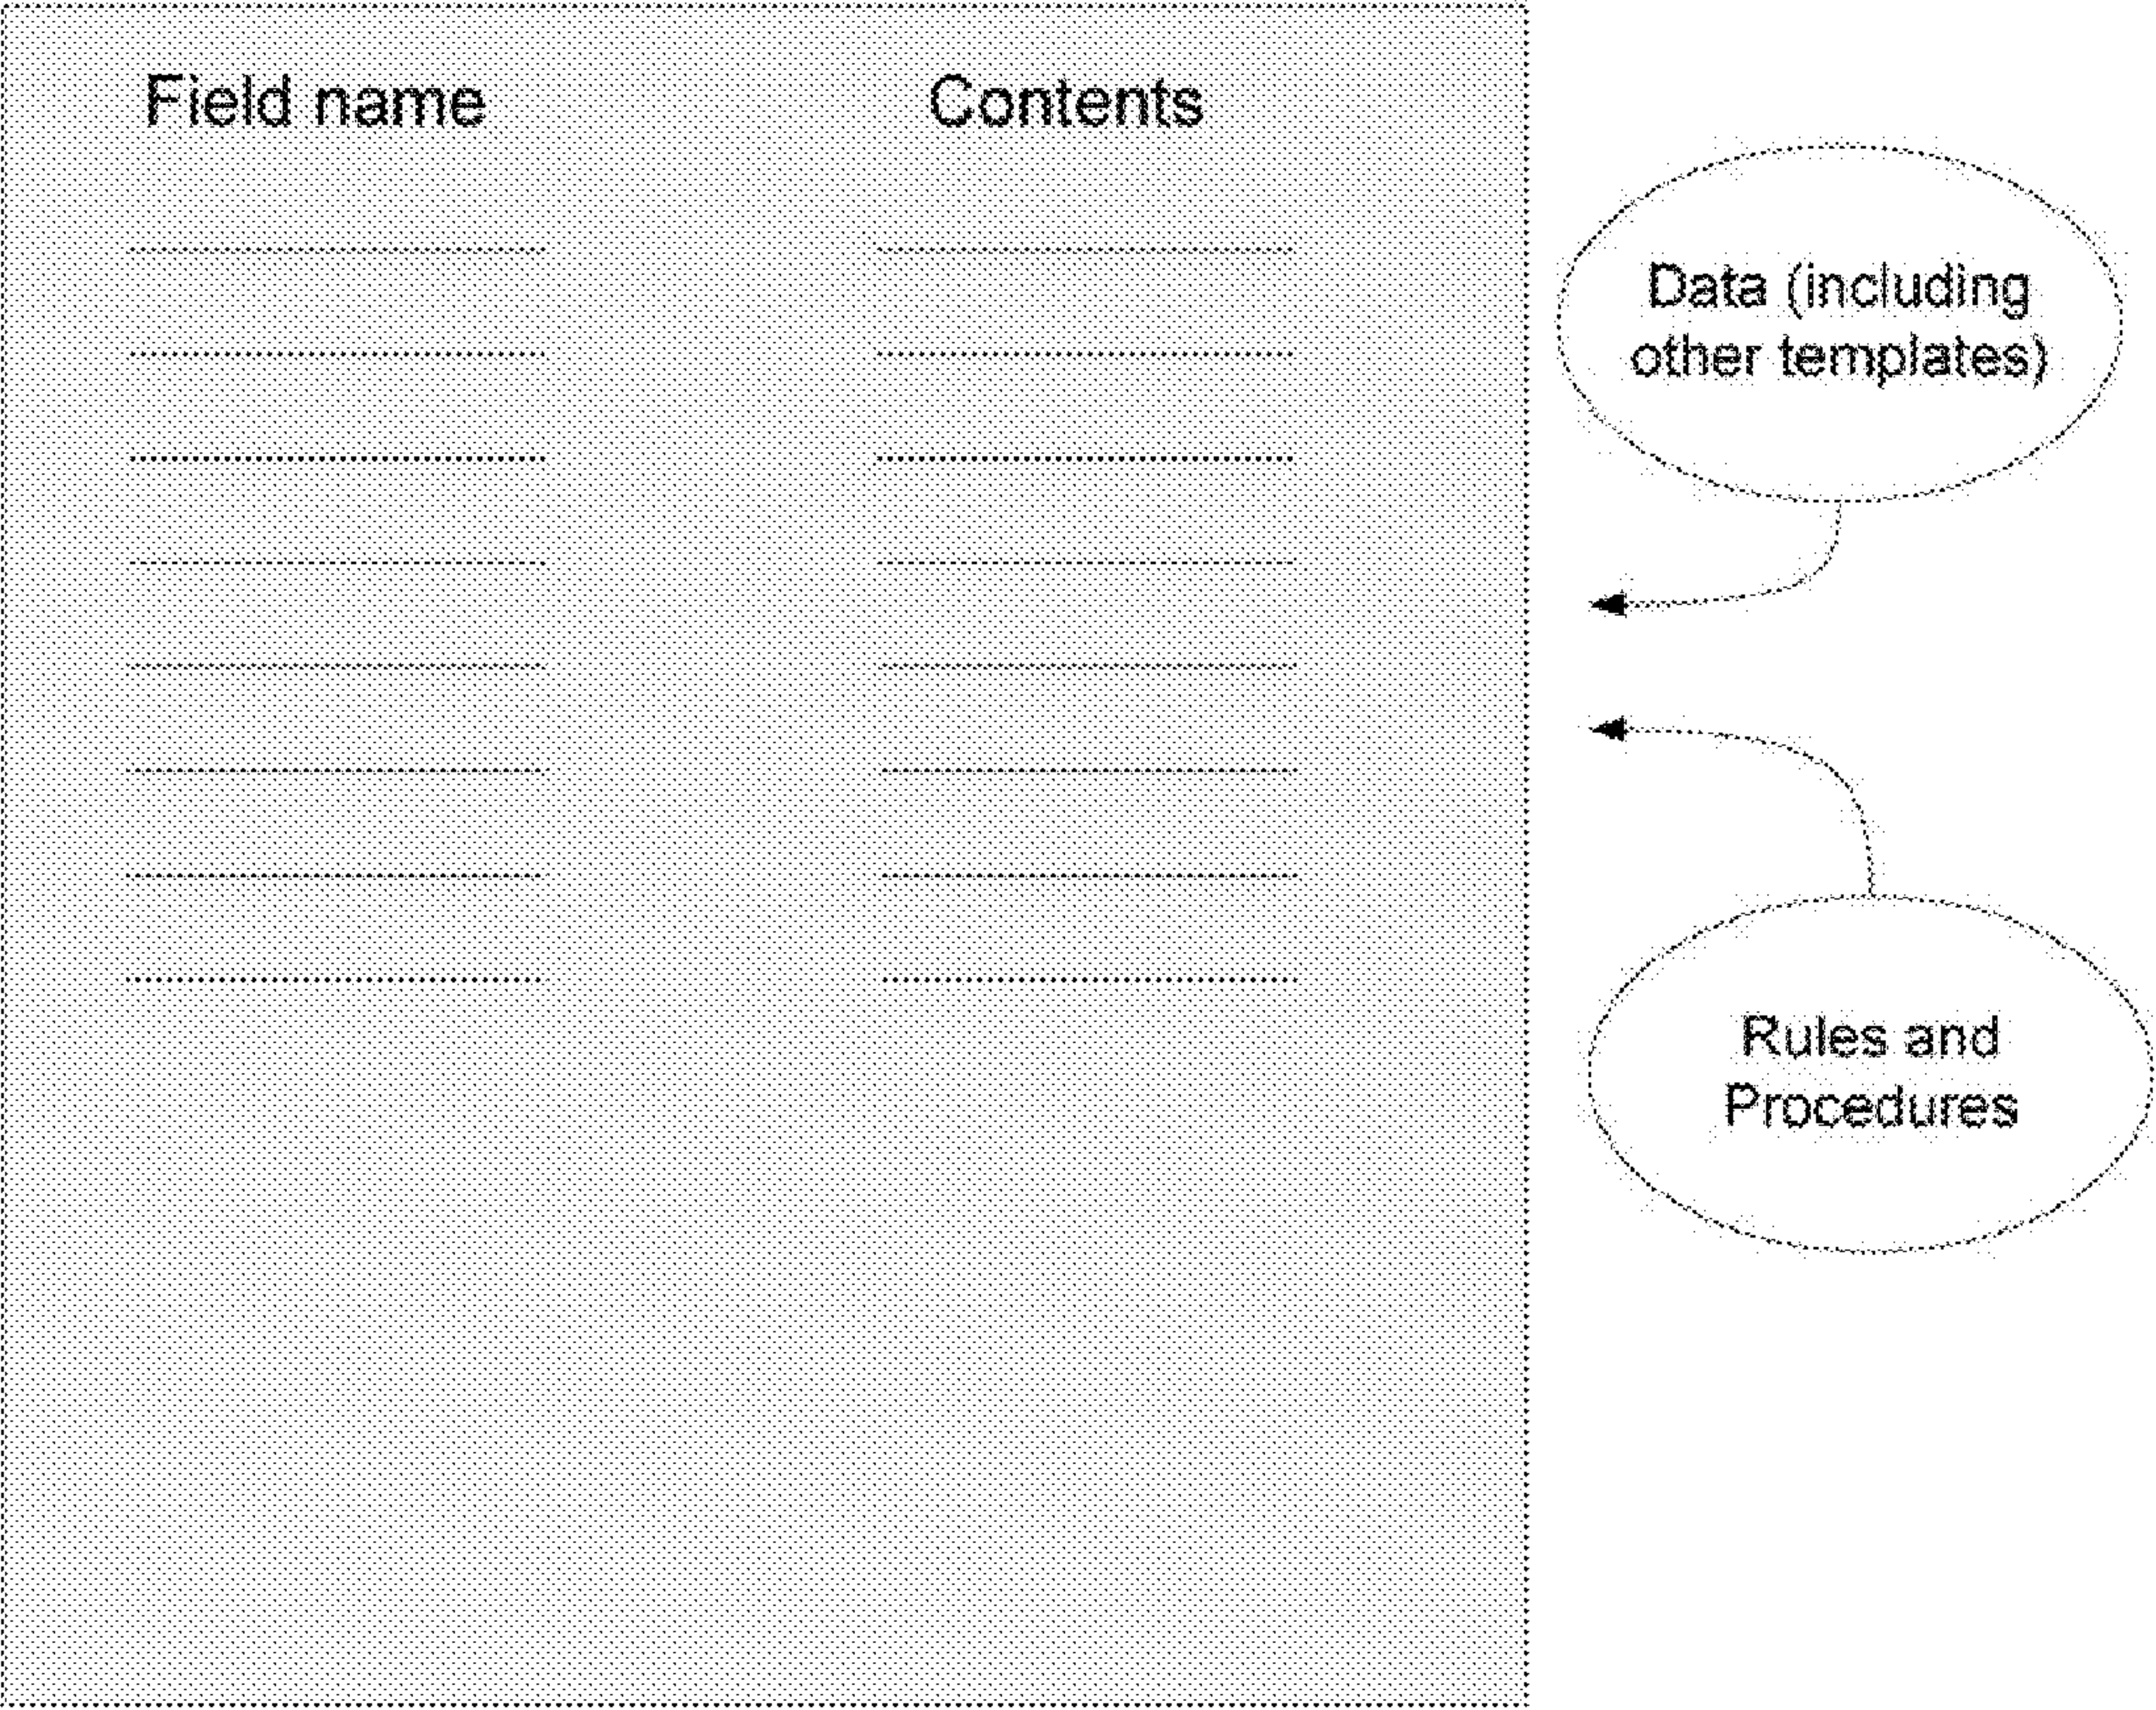 Field name
Contents
Data (including
other templates)
Rules and
Procedures